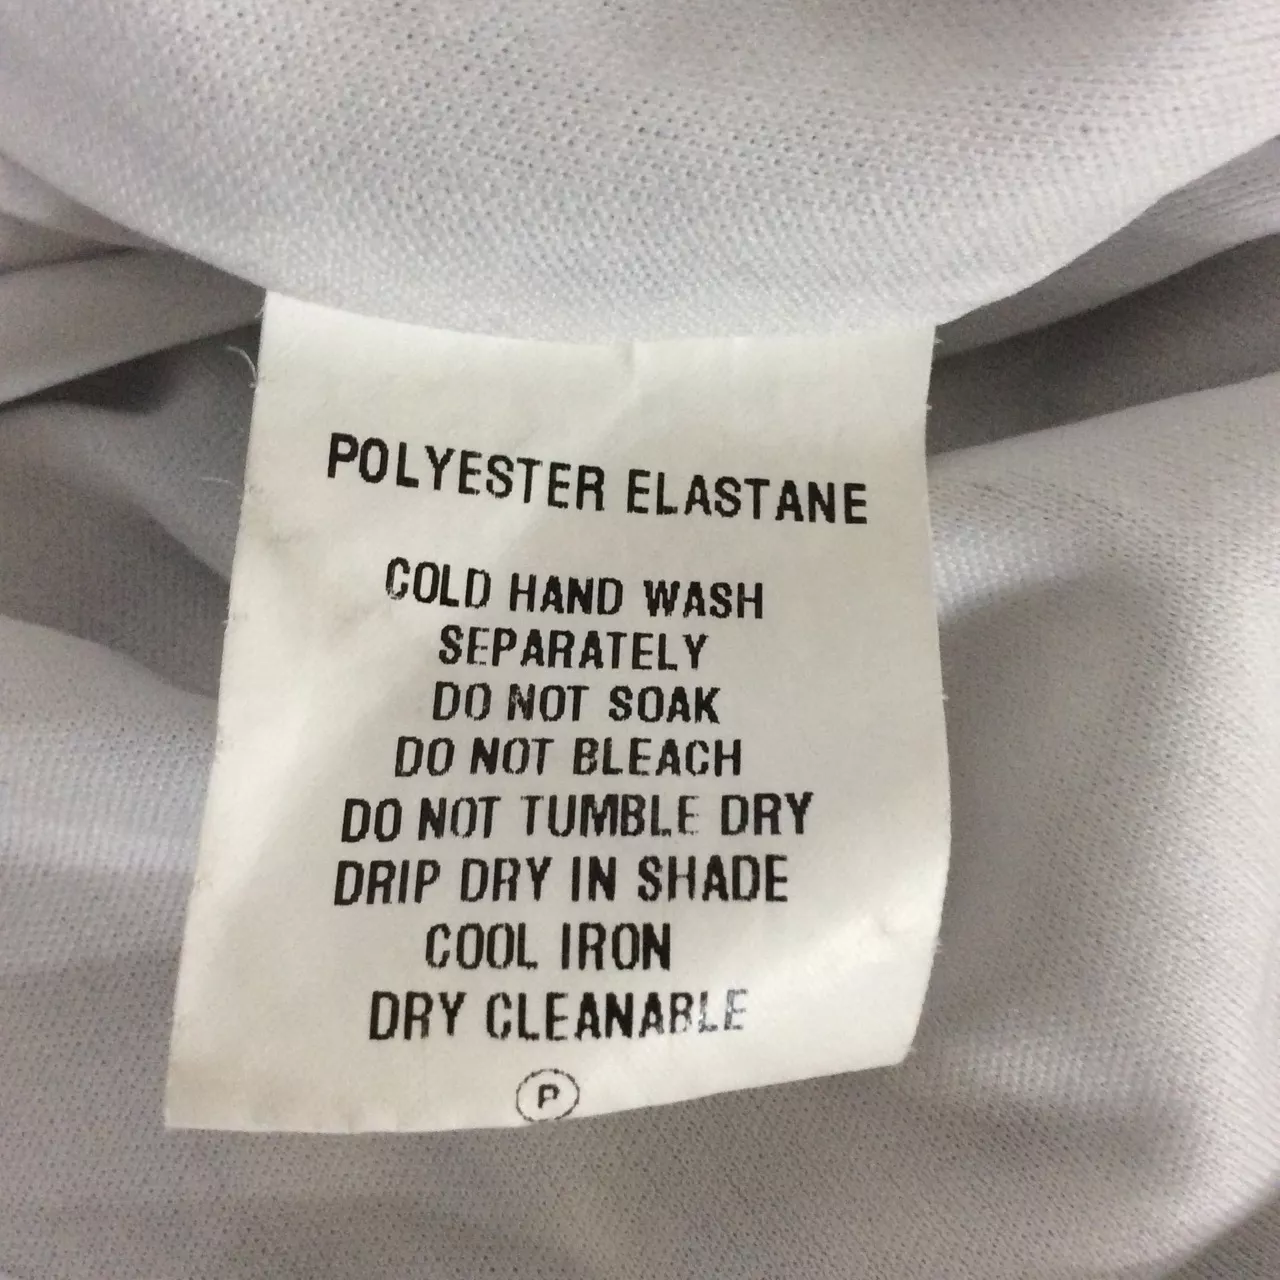 POLYESTER ELASTANE
COLD HAND WASH
SEPARATELY
DO NOT SOAK
DO NOT BLEACH
DO NOT TUMBLE DRY
DRIP DRY IN SHADE
COOL IRON
DRY CLEANABLE
P